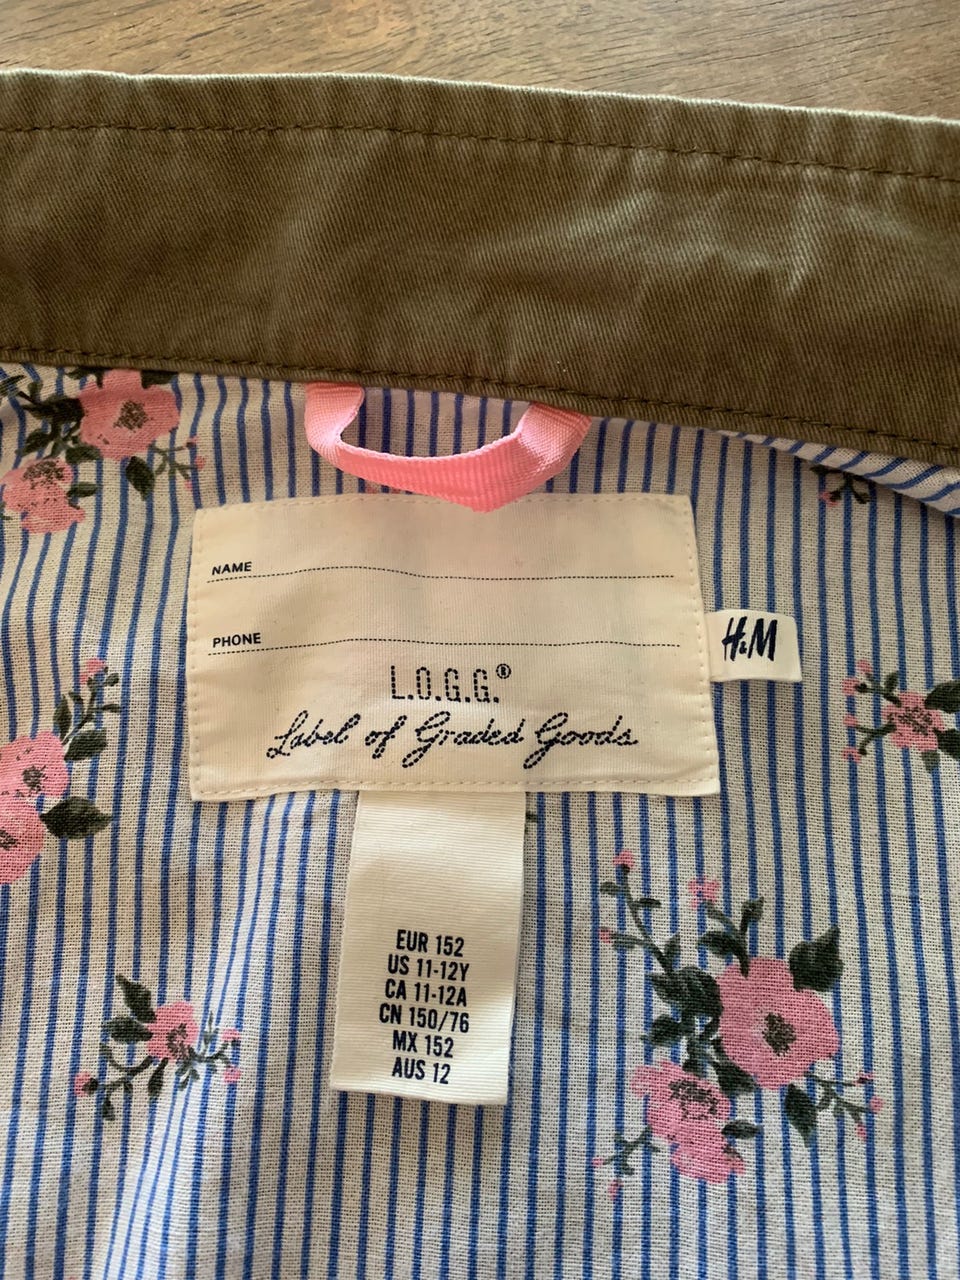 NAME
PHONE
L.O.G.G.®
Label of Graded Goods
H&M
EUR 152
US 11-12Y
CA 11-12A
CN 150/76
MX 152
AUS 12